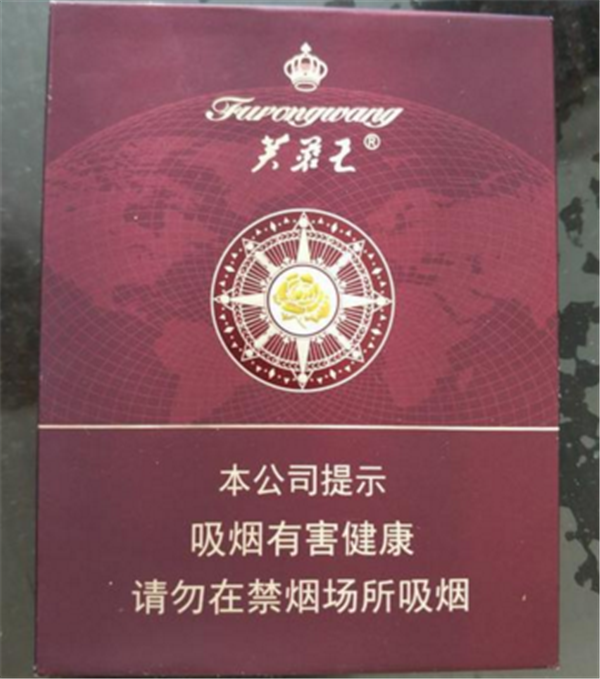 Furongwang
芙蓉王®
本公司提示
吸烟有害健康
请勿在禁烟场所吸烟